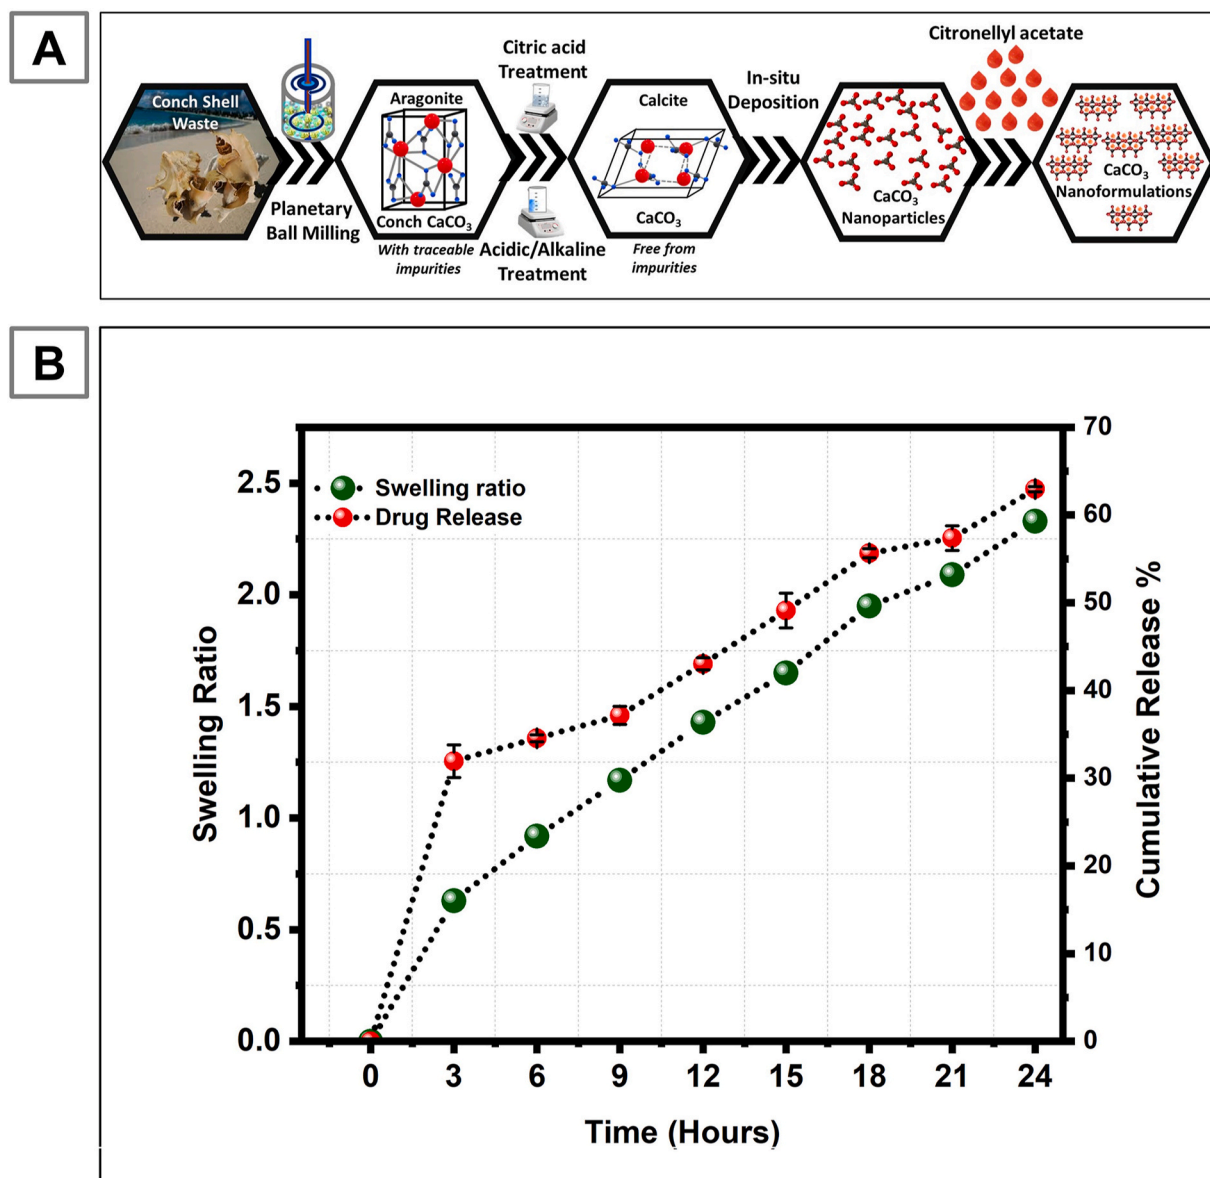 A
Conch Shell
Waste
Planetary
Ball Milling
Aragonite
Conch CaCO₃
With traceable
impurities
Citric acid
Treatment
Acidic/Alkaline
Treatment
Calcite
CaCO₃
Free from
impurities
In-situ
Deposition
CaCO₃
Nanoparticles
Citronellyl acetate
CaCO₃
Nanoformulations
B
Swelling ratio
Drug Release
Swelling Ratio
2.5
2.0
1.5
1.0
0.5
0.0
70
60
50
40
30
20
10
0
Cumulative Release %
0 3 6 9 12 15 18 21 24
Time (Hours)